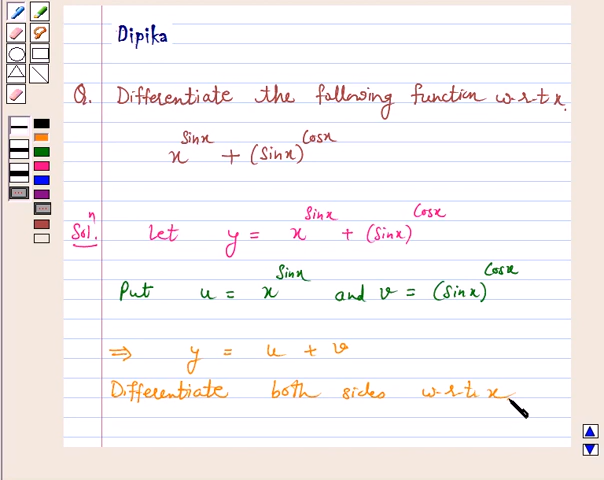 Dipika
Q. Differentiate the following function w.r.t x.
x^Sinx + (Sinx)^Cosx
Sol^n. Let y = x^Sinx + (Sinx)^Cosx
Put u = x^Sinx and v = (Sinx)^Cosx
⇒ y = u + v
Differentiate both sides w.r.t. x